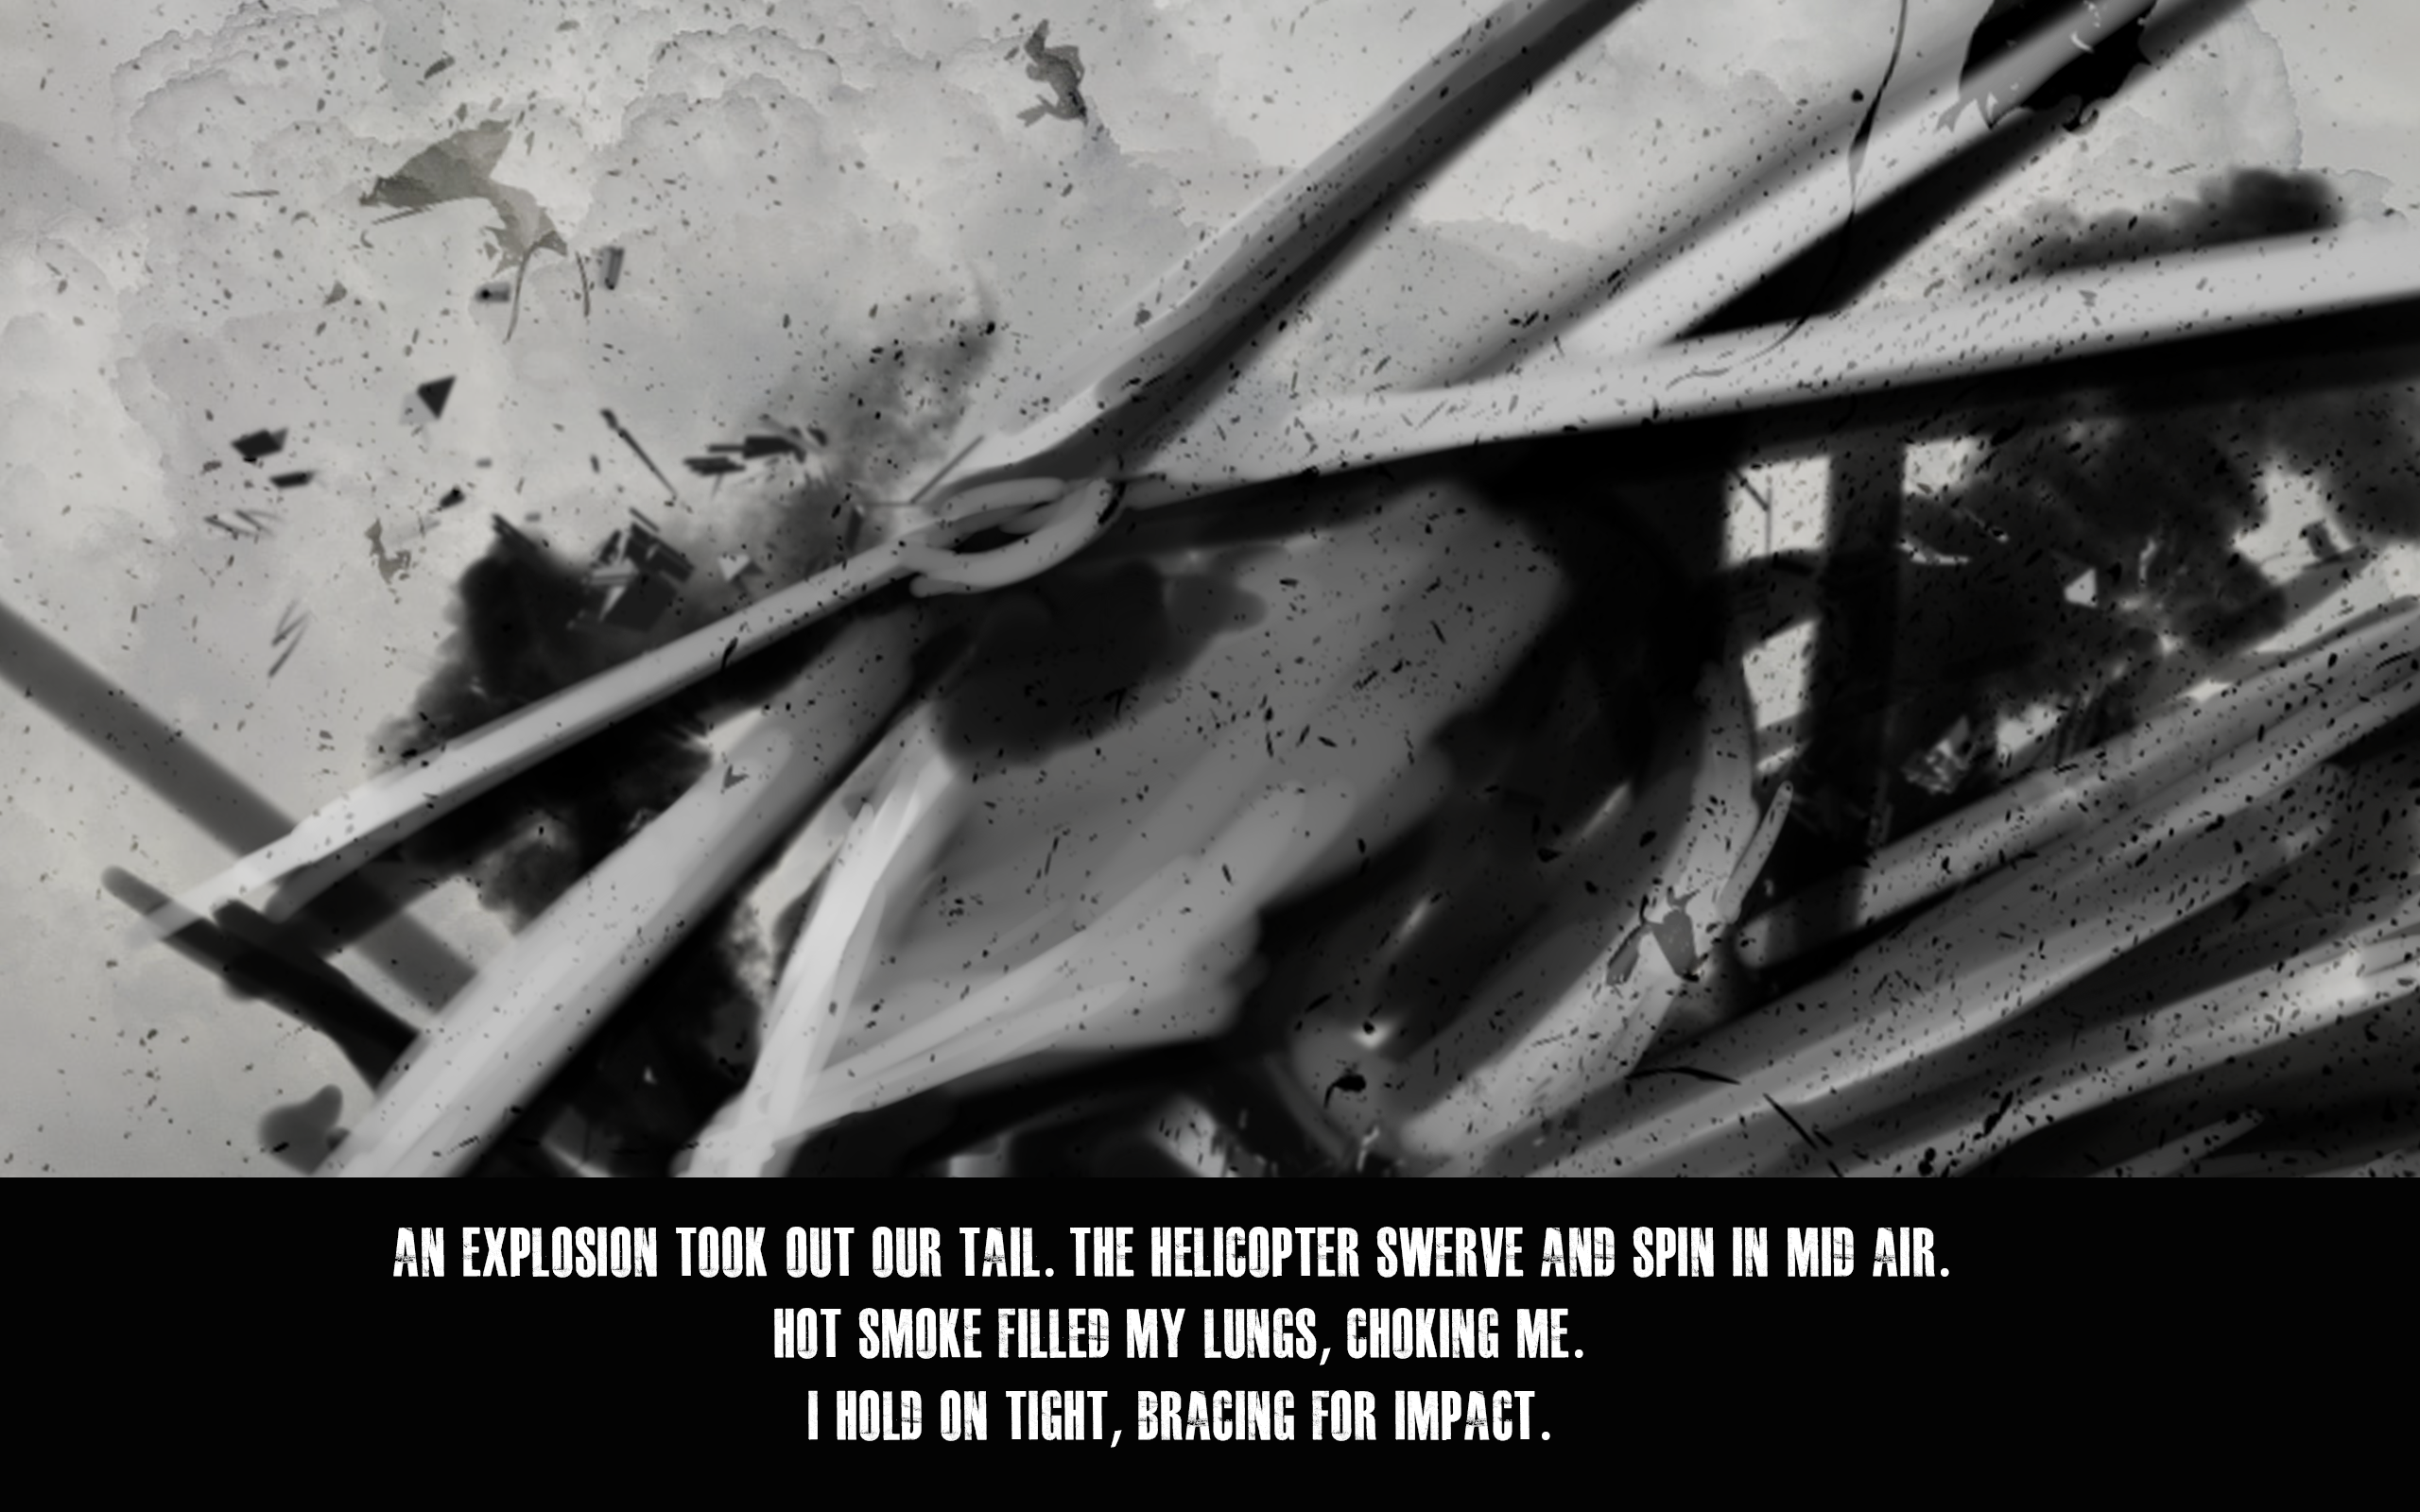 AN EXPLOSION TOOK OUT OUR TAIL. THE HELICOPTER SWERVE AND SPIN IN MID AIR.
HOT SMOKE FILLED MY LUNGS, CHOKING ME.
I HOLD ON TIGHT, BRACING FOR IMPACT.